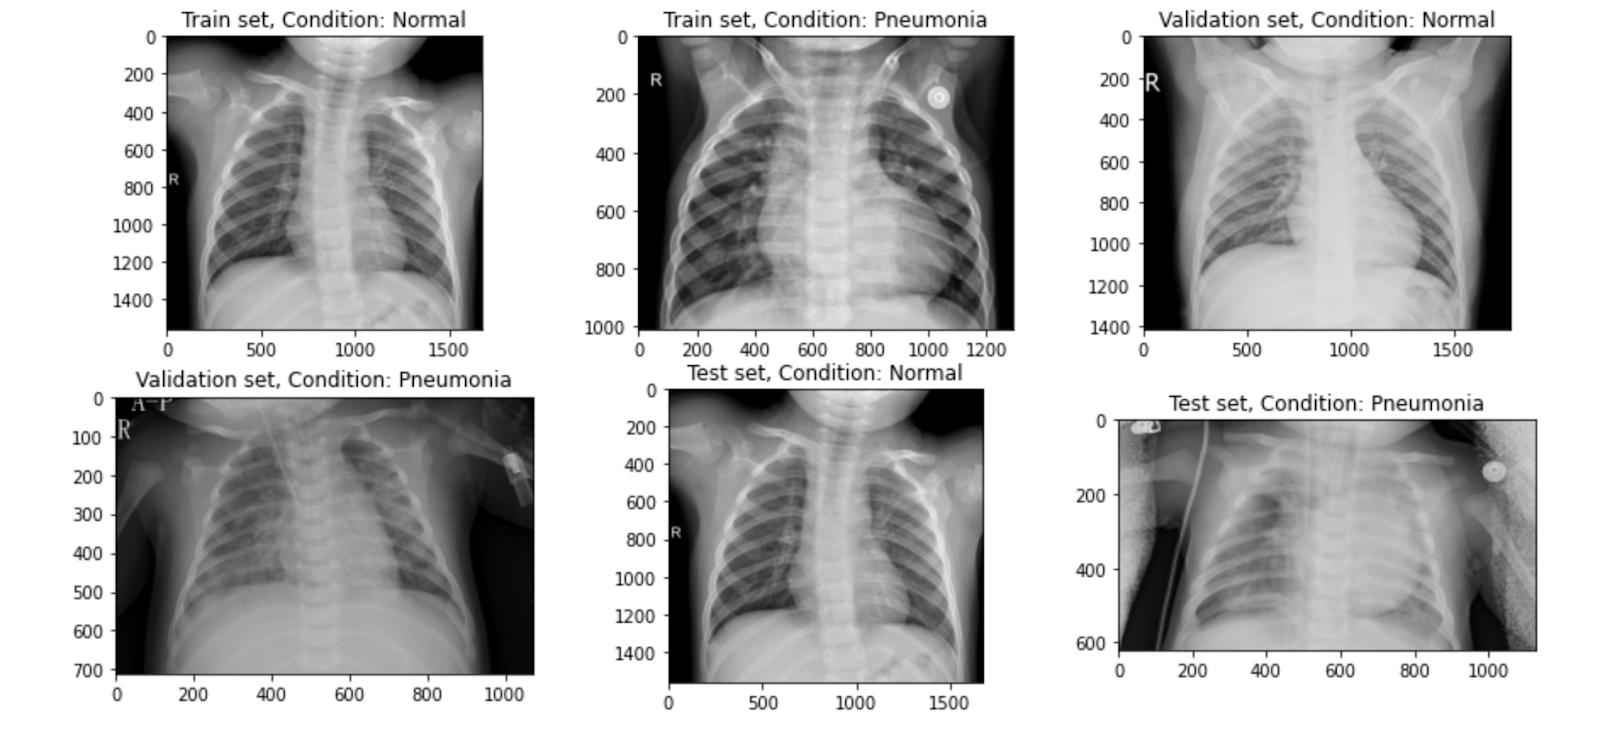 Train set, Condition: Normal
0
200
400
600
800
1000
1200
1400
0 500 1000 1500
R
Train set, Condition: Pneumonia
0
200
400
600
800
1000
0 200 400 600 800 1000 1200
R
Validation set, Condition: Normal
0
200
400
600
800
1000
1200
1400
0 500 1000 1500
R
Validation set, Condition: Pneumonia
0
100
200
300
400
500
600
700
0 200 400 600 800 1000
A-P
R
Test set, Condition: Normal
0
200
400
600
800
1000
1200
1400
0 500 1000 1500
R
Test set, Condition: Pneumonia
0
200
400
600
0 200 400 600 800 1000